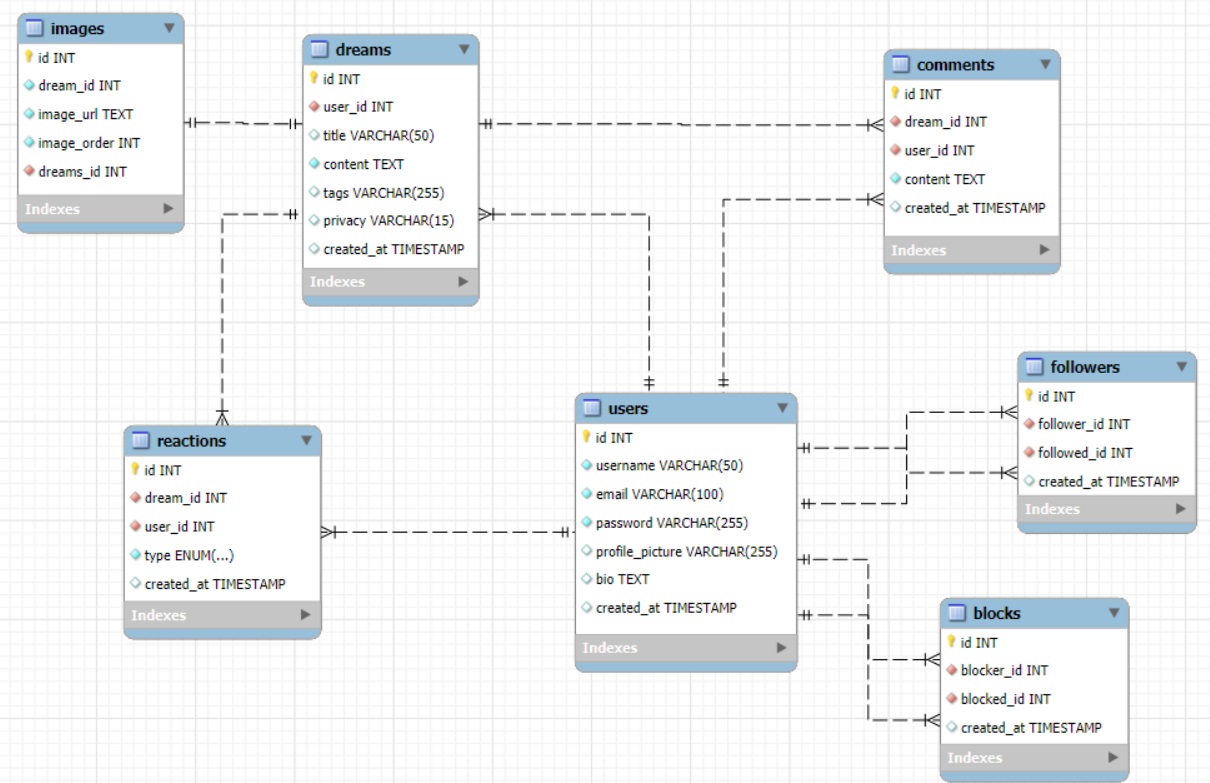 images
id INT
dream_id INT
image_url TEXT
image_order INT
dreams_id INT
Indexes
dreams
id INT
user_id INT
title VARCHAR(50)
content TEXT
tags VARCHAR(255)
privacy VARCHAR(15)
created_at TIMESTAMP
Indexes
comments
id INT
dream_id INT
user_id INT
content TEXT
created_at TIMESTAMP
Indexes
followers
id INT
follower_id INT
followed_id INT
created_at TIMESTAMP
Indexes
users
id INT
username VARCHAR(50)
email VARCHAR(100)
password VARCHAR(255)
profile_picture VARCHAR(255)
bio TEXT
created_at TIMESTAMP
Indexes
reactions
id INT
dream_id INT
user_id INT
type ENUM(...)
created_at TIMESTAMP
Indexes
blocks
id INT
blocker_id INT
blocked_id INT
created_at TIMESTAMP
Indexes